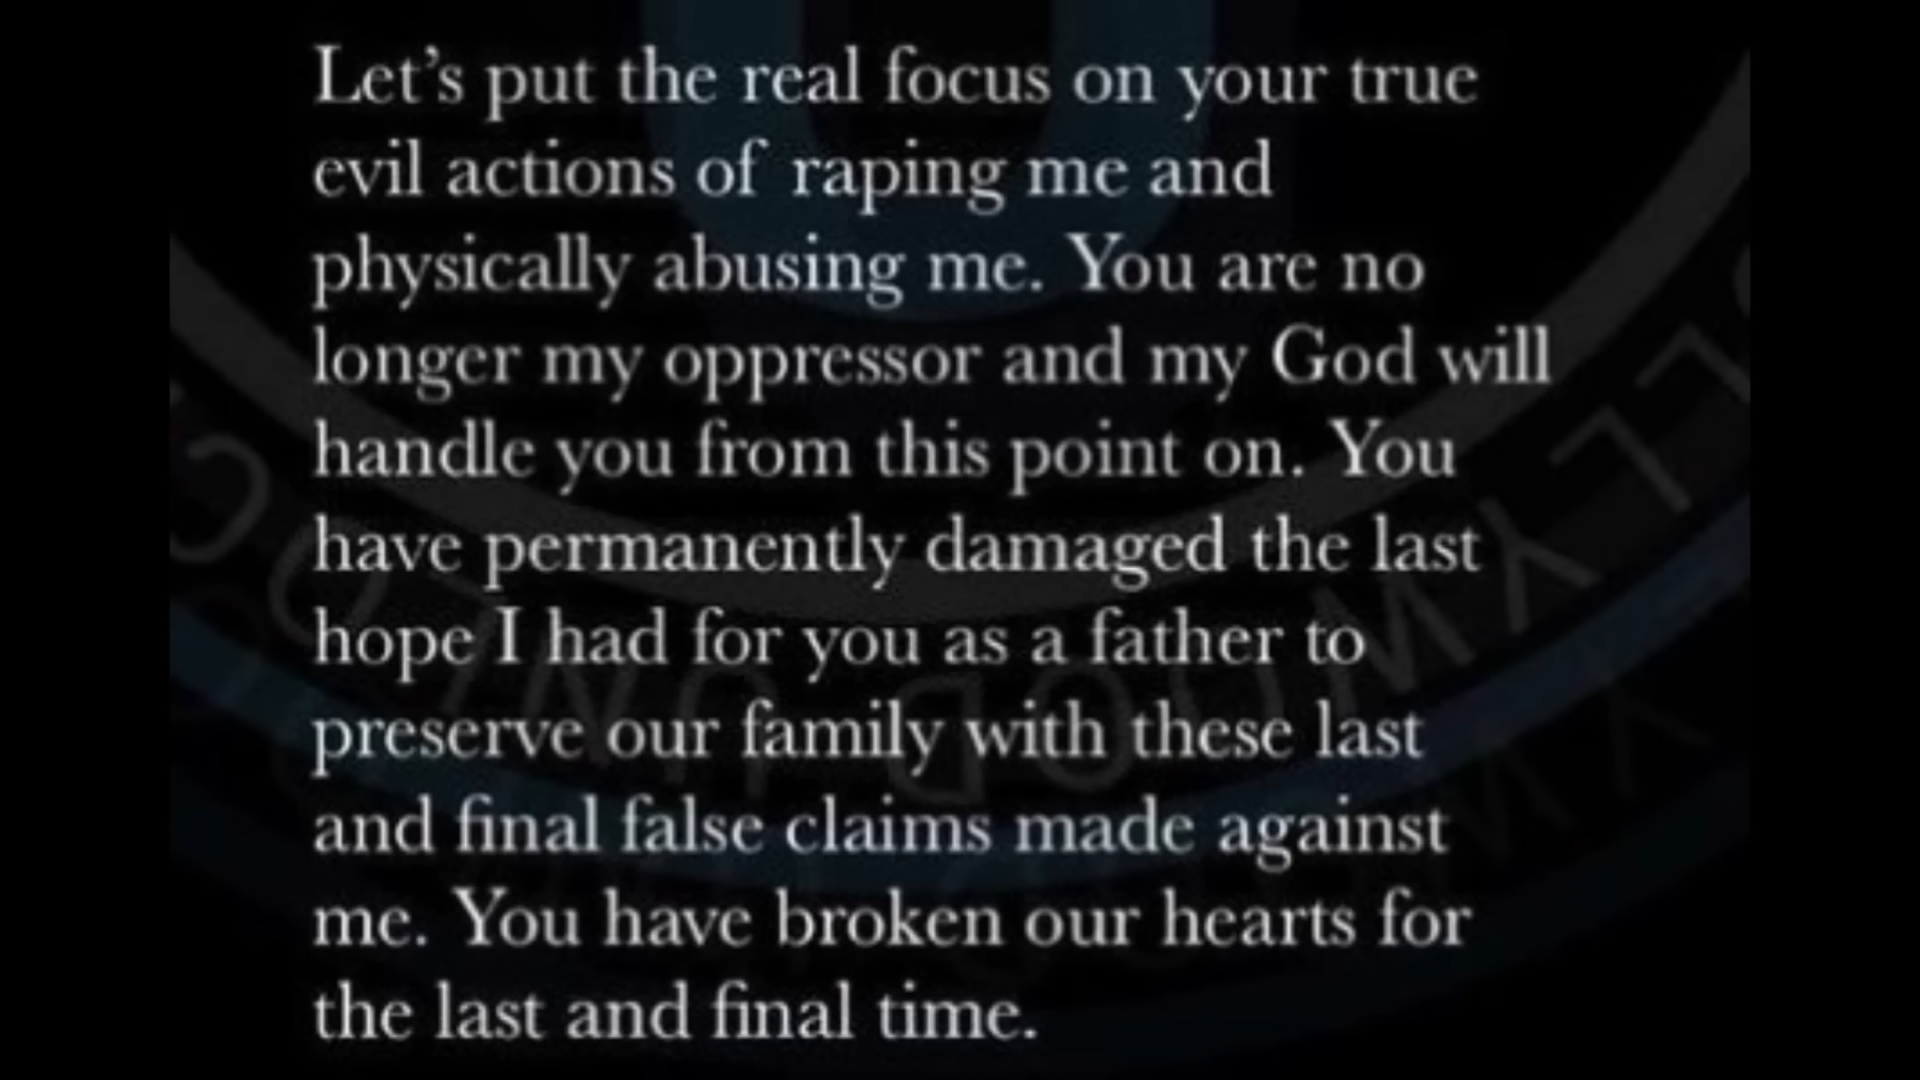 Let's put the real focus on your true
evil actions of raping me and
physically abusing me. You are no
longer my oppressor and my God will
handle you from this point on. You
have permanently damaged the last
hope I had for you as a father to
preserve our family with these last
and final false claims made against
me. You have broken our hearts for
the last and final time.